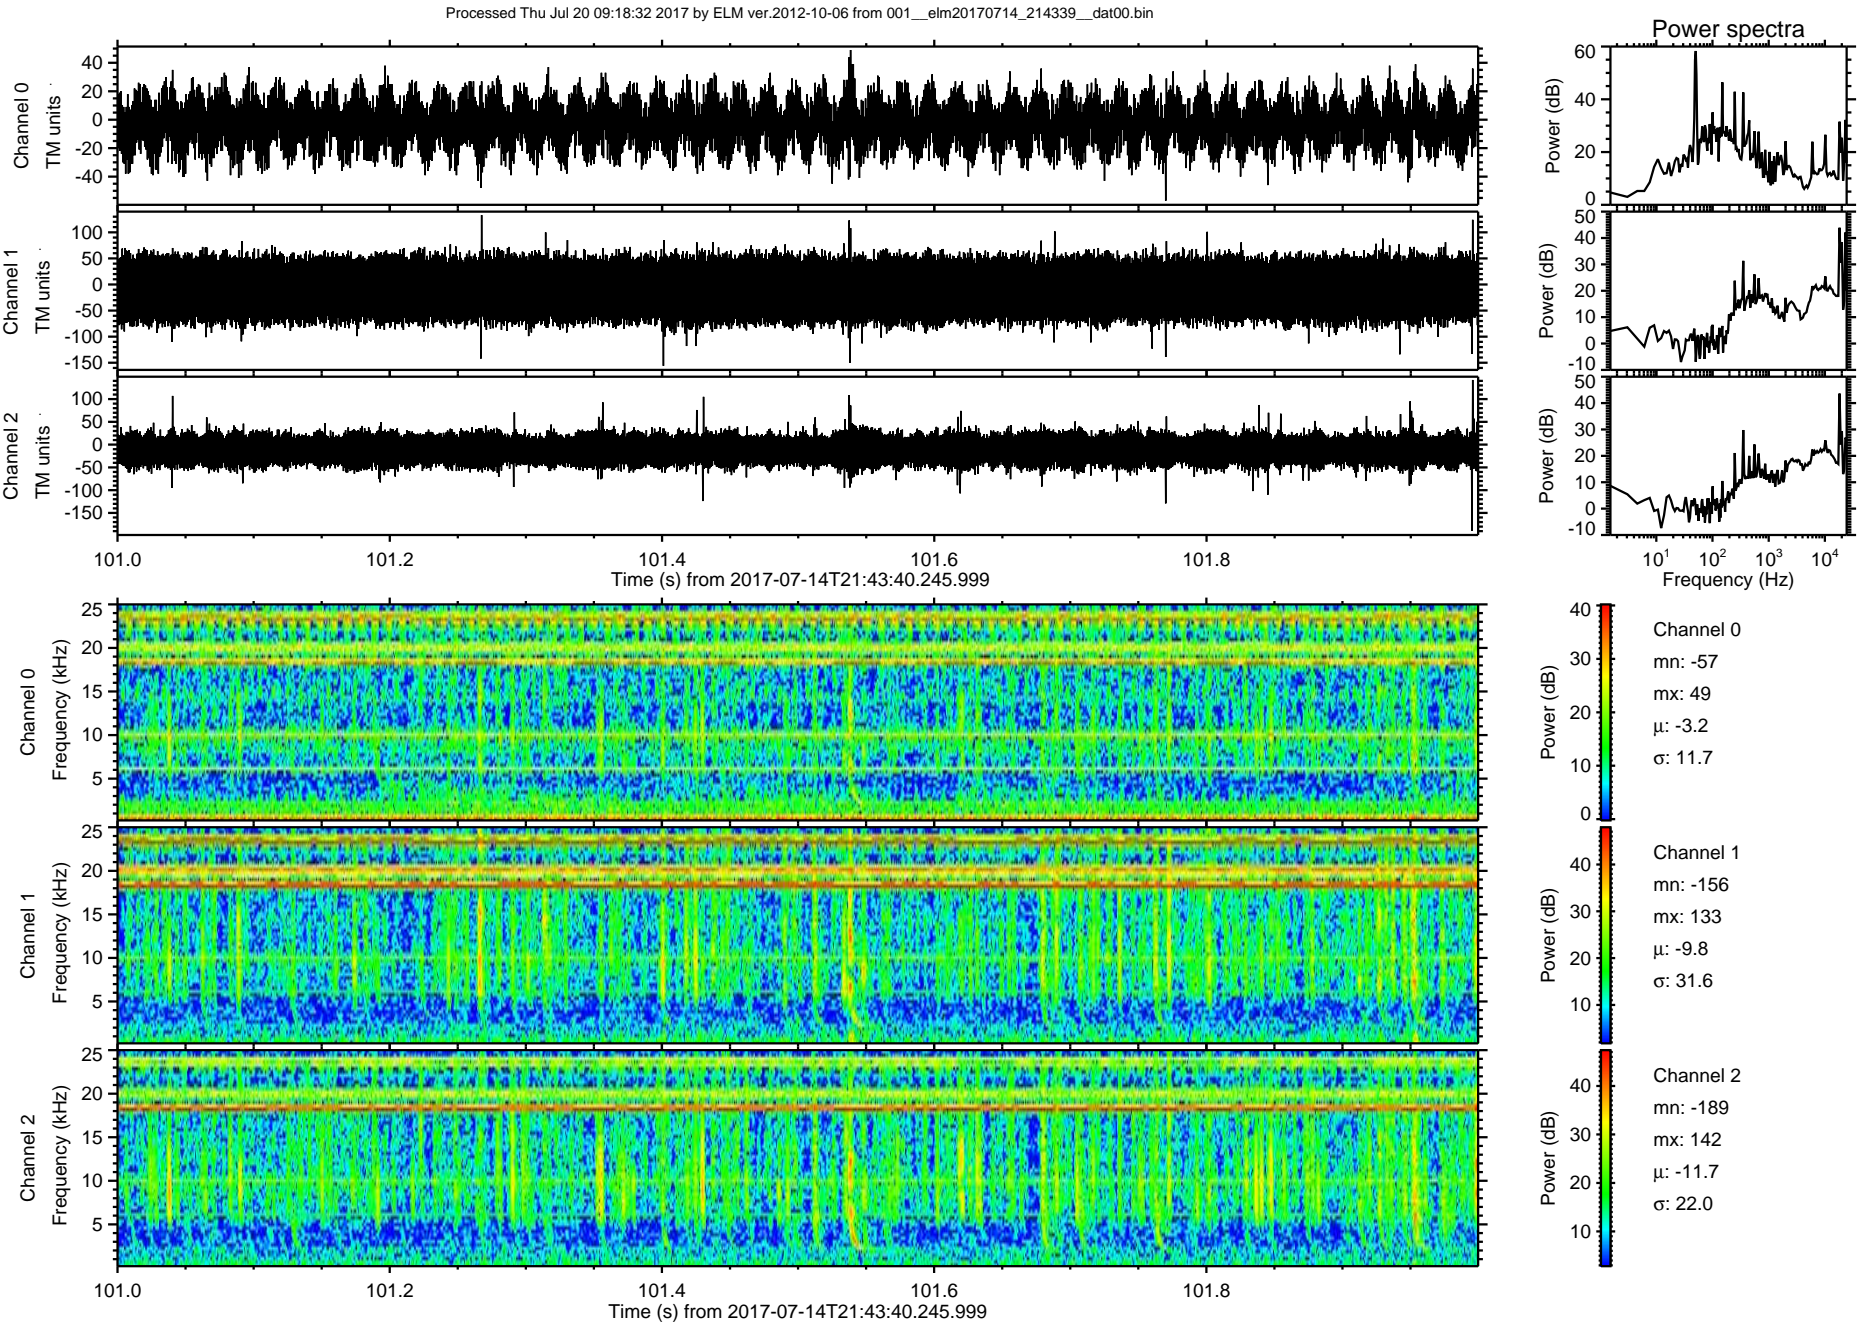 Processed Thu Jul 20 09:18:32 2017 by ELM ver.2012-10-06 from 001__elm20170714_214339__dat00.bin
Power spectra
Channel 0
TM units
40
20
0
-20
-40
Power (dB)
60
40
20
0
Channel 1
TM units
100
50
0
-50
-100
-150
Power (dB)
50
40
30
20
10
0
-10
Channel 2
TM units
100
50
0
-50
-100
-150
Power (dB)
50
40
30
20
10
0
-10
101.0 101.2 101.4 101.6 101.8
Time (s) from 2017-07-14T21:43:40.245.999
10^1 10^2 10^3 10^4
Frequency (Hz)
Channel 0
Frequency (kHz)
25
20
15
10
5
Power (dB)
40
30
20
10
0
Channel 0
mn: -57
mx: 49
μ: -3.2
σ: 11.7
Channel 1
Frequency (kHz)
25
20
15
10
5
Power (dB)
40
30
20
10
Channel 1
mn: -156
mx: 133
μ: -9.8
σ: 31.6
Channel 2
Frequency (kHz)
25
20
15
10
5
Power (dB)
40
30
20
10
Channel 2
mn: -189
mx: 142
μ: -11.7
σ: 22.0
101.0 101.2 101.4 101.6 101.8
Time (s) from 2017-07-14T21:43:40.245.999